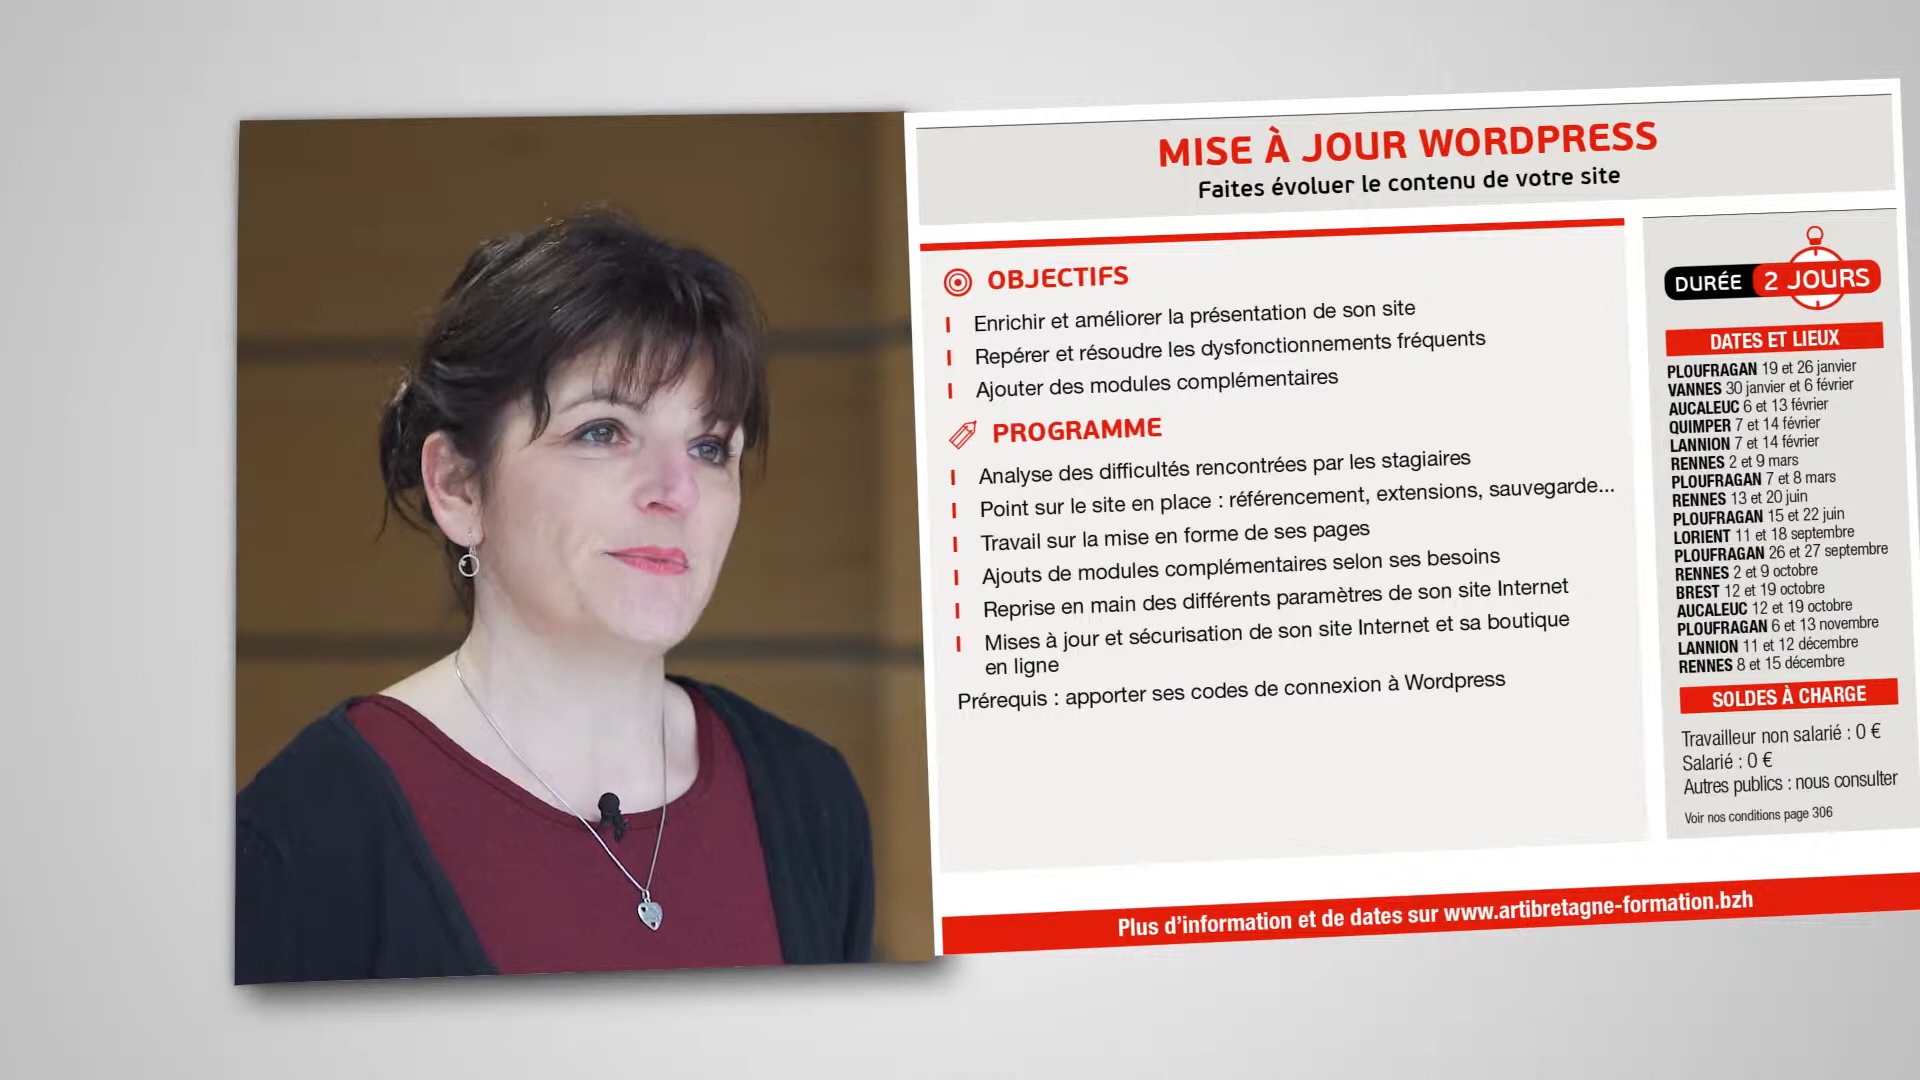 MISE À JOUR WORDPRESS
Faites évoluer le contenu de votre site
OBJECTIFS
Enrichir et améliorer la présentation de son site
Repérer et résoudre les dysfonctionnements fréquents
Ajouter des modules complémentaires
PROGRAMME
Analyse des difficultés rencontrées par les stagiaires
Point sur le site en place : référencement, extensions, sauvegarde...
Travail sur la mise en forme de ses pages
Ajouts de modules complémentaires selon ses besoins
Reprise en main des différents paramètres de son site Internet
Mises à jour et sécurisation de son site Internet et sa boutique
en ligne
Prérequis : apporter ses codes de connexion à Wordpress
DURÉE 2 JOURS
DATES ET LIEUX
PLOUFRAGAN 19 et 26 janvier
VANNES 30 janvier et 6 février
AUCALEUC 6 et 13 février
QUIMPER 7 et 14 février
LANNION 7 et 14 février
RENNES 2 et 9 mars
PLOUFRAGAN 7 et 8 mars
RENNES 13 et 20 juin
PLOUFRAGAN 15 et 22 juin
LORIENT 11 et 18 septembre
PLOUFRAGAN 26 et 27 septembre
RENNES 2 et 9 octobre
BREST 12 et 19 octobre
AUCALEUC 12 et 19 octobre
PLOUFRAGAN 6 et 13 novembre
LANNION 11 et 12 décembre
RENNES 8 et 15 décembre
SOLDES À CHARGE
Travailleur non salarié : 0 €
Salarié : 0 €
Autres publics : nous consulter
Voir nos conditions page 306
Plus d'information et de dates sur www.artibretagne-formation.bzh